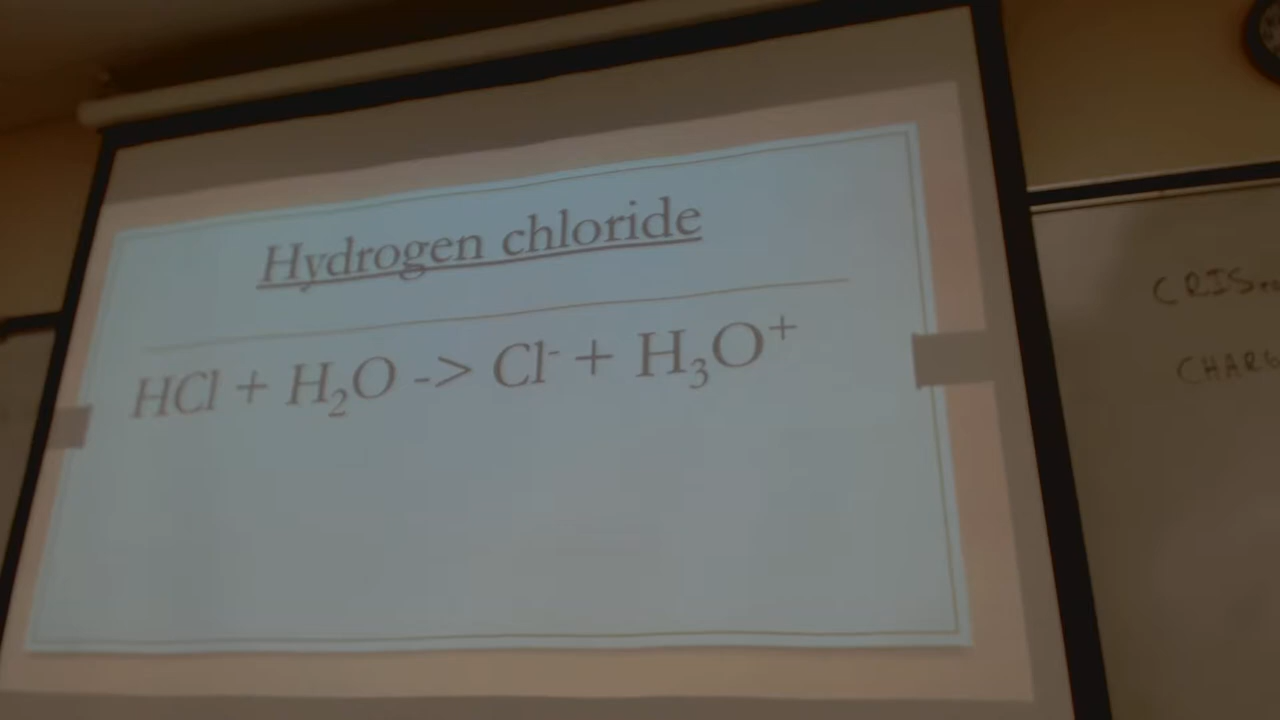 Hydrogen chloride
HCl + H₂O -> Cl⁻ + H₃O⁺